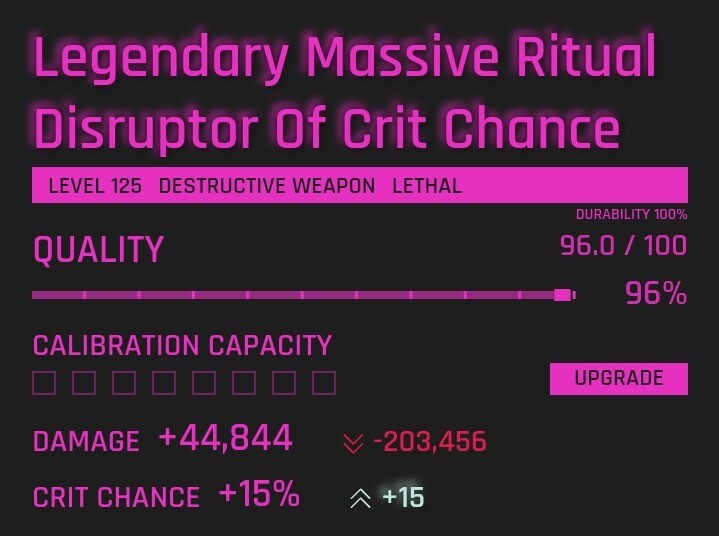 Legendary Massive Ritual
Disruptor Of Crit Chance
LEVEL 125 DESTRUCTIVE WEAPON LETHAL
DURABILITY 100%
QUALITY 96.0 / 100
96%
CALIBRATION CAPACITY
UPGRADE
DAMAGE +44,844 -203,456
CRIT CHANCE +15% +15